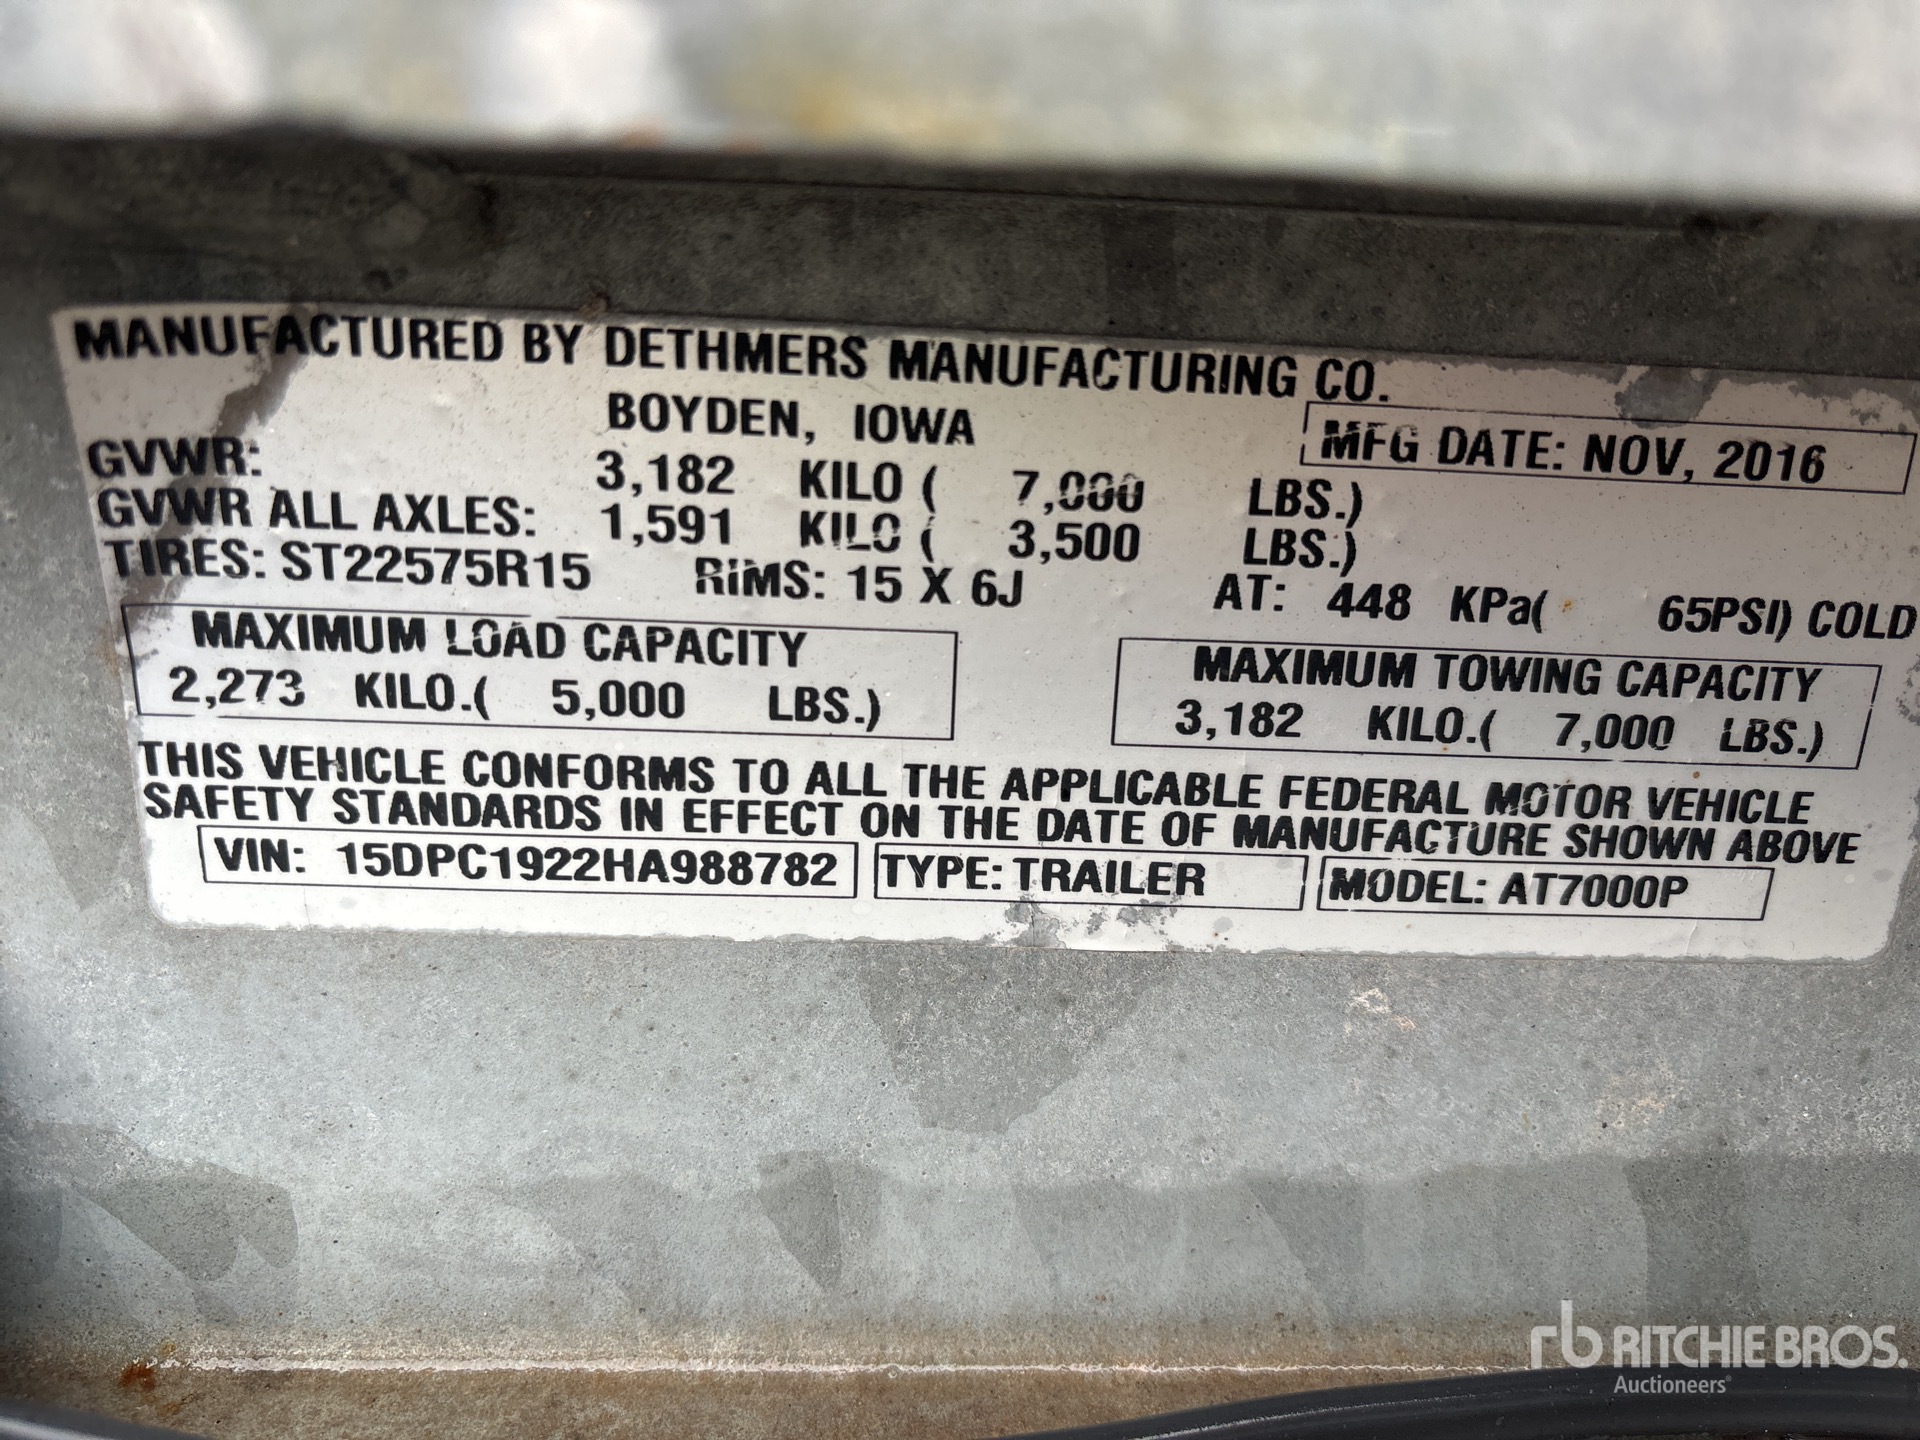 MANUFACTURED BY DETHMERS MANUFACTURING CO.
BOYDEN, IOWA
MFG DATE: NOV, 2016
GVWR: 3,182 KILO ( 7,000 LBS.)
GVWR ALL AXLES: 1,591 KILO ( 3,500 LBS.)
TIRES: ST22575R15 RIMS: 15 X 6J AT: 448 KPa( 65PSI) COLD
MAXIMUM LOAD CAPACITY
2,273 KILO.( 5,000 LBS.)
MAXIMUM TOWING CAPACITY
3,182 KILO.( 7,000 LBS.)
THIS VEHICLE CONFORMS TO ALL THE APPLICABLE FEDERAL MOTOR VEHICLE
SAFETY STANDARDS IN EFFECT ON THE DATE OF MANUFACTURE SHOWN ABOVE
VIN: 15DPC1922HA988782 TYPE: TRAILER MODEL: AT7000P
rb RITCHIE BROS.
Auctioneers